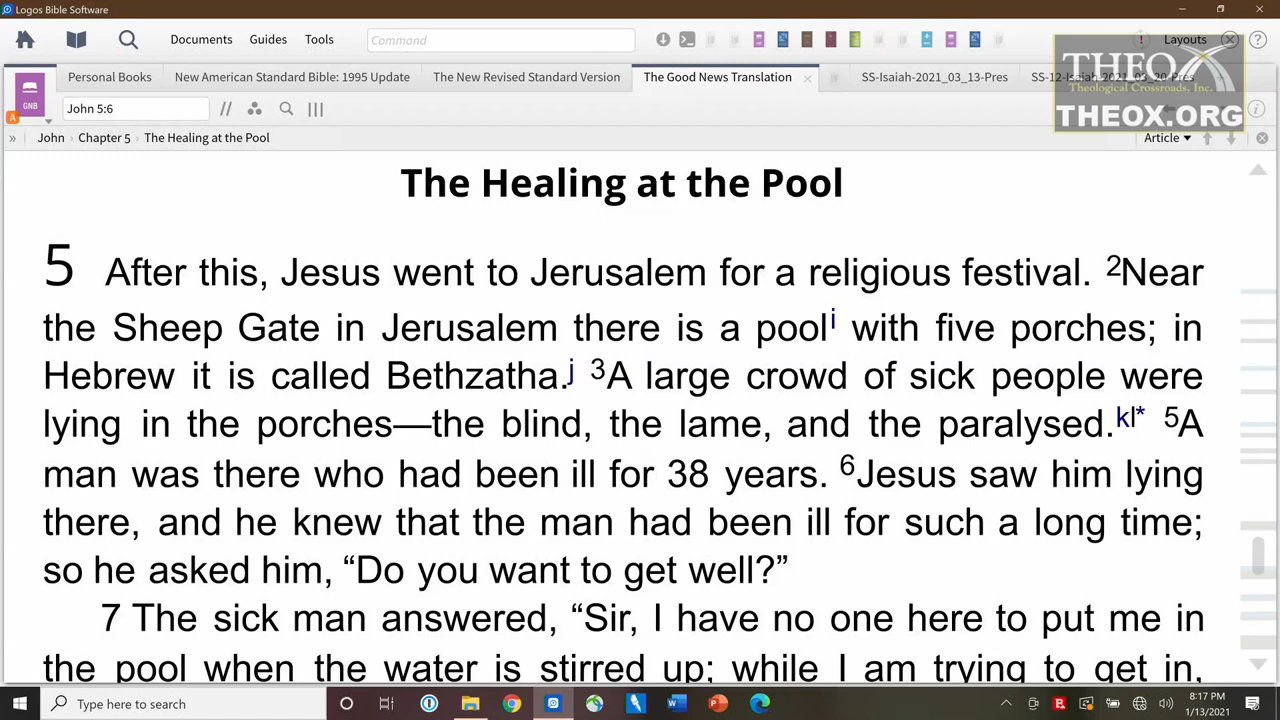 Logos Bible Software
Documents Guides Tools Command Layouts
Personal Books New American Standard Bible: 1995 Upda The New Revised Standard Version The Good News Translation SS-Isaiah-2021_03_13-Pres
THEOX
Theological Crossroads, Inc.
THEOX.ORG
GNB
A
John 5:6
» John › Chapter 5 › The Healing at the Pool Article
The Healing at the Pool
5 After this, Jesus went to Jerusalem for a religious festival. 2Near
the Sheep Gate in Jerusalem there is a pooli with five porches; in
Hebrew it is called Bethzatha.j 3A large crowd of sick people were
lying in the porches—the blind, the lame, and the paralysed.kl* 5A
man was there who had been ill for 38 years. 6Jesus saw him lying
there, and he knew that the man had been ill for such a long time;
so he asked him, “Do you want to get well?”
7 The sick man answered, “Sir, I have no one here to put me in
the pool when the water is stirred up; while I am trying to get in,
Type here to search
8:17 PM
1/13/2021